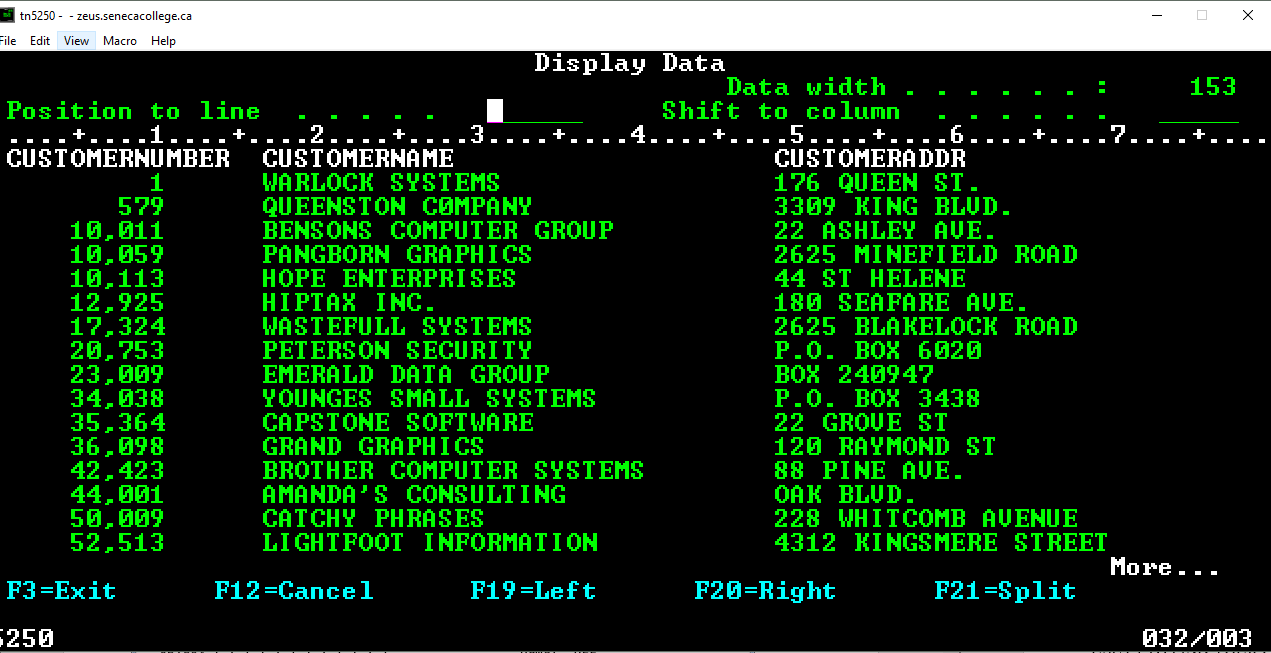 tn5250 - - zeus.senecacollege.ca
File Edit View Macro Help
Display Data
Data width . . . . . . : 153
Position to line . . . . . Shift to column . . . . . .
....+....1....+....2....+....3....+....4....+....5....+....6....+....7....+....
CUSTOMERNUMBER CUSTOMERNAME CUSTOMERADDR
1 WARLOCK SYSTEMS 176 QUEEN ST.
579 QUEENSTON C0MPANY 3309 KING BLVD.
10,011 BENSONS COMPUTER GROUP 22 ASHLEY AVE.
10,059 PANGBORN GRAPHICS 2625 MINEFIELD ROAD
10,113 HOPE ENTERPRISES 44 ST HELENE
12,925 HIPTAX INC. 180 SEAFARE AVE.
17,324 WASTEFULL SYSTEMS 2625 BLAKELOCK ROAD
20,753 PETERSON SECURITY P.O. BOX 6020
23,009 EMERALD DATA GROUP BOX 240947
34,038 YOUNGES SMALL SYSTEMS P.O. BOX 3438
35,364 CAPSTONE SOFTWARE 22 GROVE ST
36,098 GRAND GRAPHICS 120 RAYMOND ST
42,423 BROTHER COMPUTER SYSTEMS 88 PINE AVE.
44,001 AMANDA'S CONSULTING OAK BLVD.
50,009 CATCHY PHRASES 228 WHITCOMB AVENUE
52,513 LIGHTFOOT INFORMATION 4312 KINGSMERE STREET
More...
F3=Exit F12=Cancel F19=Left F20=Right F21=Split
5250 032/003